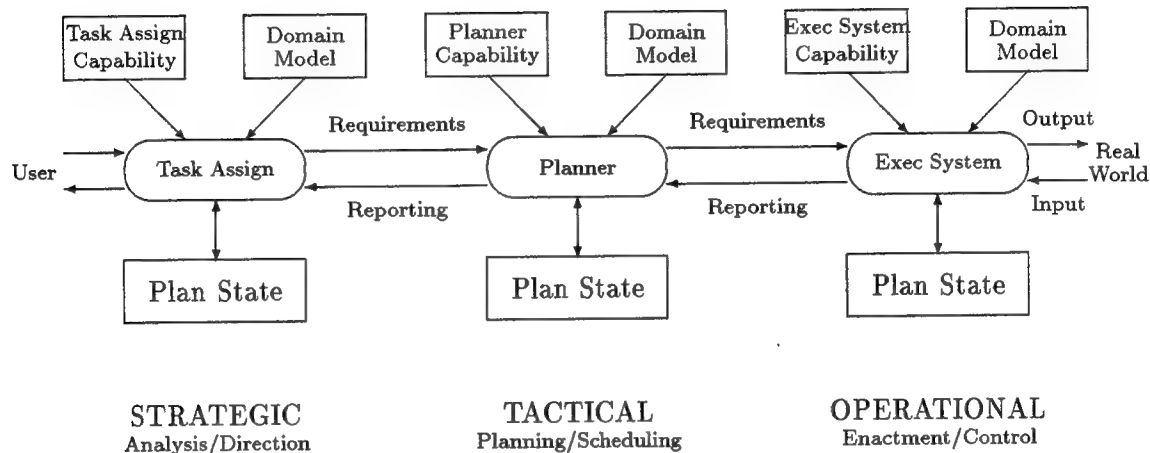 Task Assign
Capability
Domain
Model
Planner
Capability
Domain
Model
Exec System
Capability
Domain
Model
Requirements
Requirements
Output
User
Task Assign
Planner
Exec System
Real
World
Reporting
Reporting
Input
Plan State
Plan State
Plan State
STRATEGIC
Analysis/Direction
TACTICAL
Planning/Scheduling
OPERATIONAL
Enactment/Control